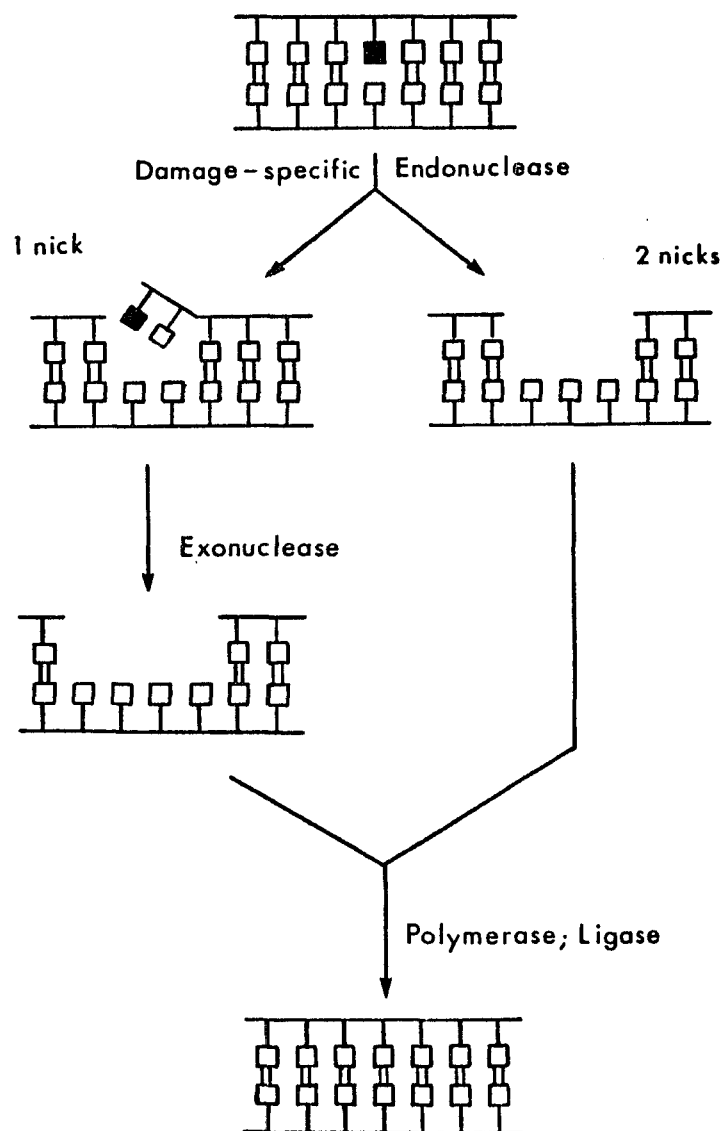 Damage-specific Endonuclease
1 nick
2 nicks
Exonuclease
Polymerase; Ligase